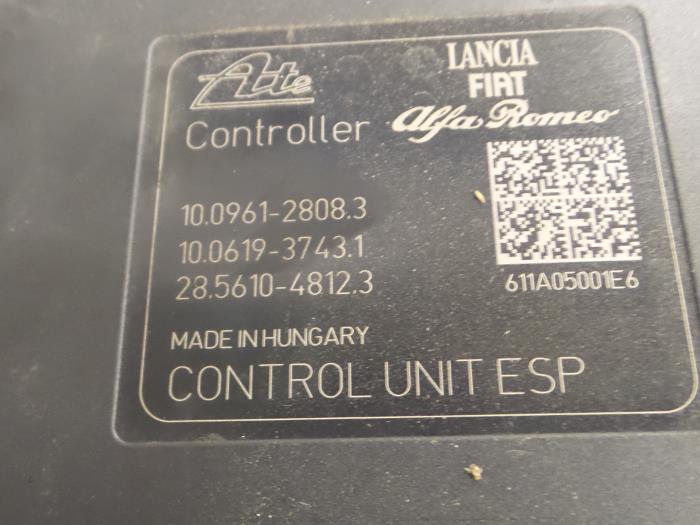 Ate
LANCIA
FIAT
Alfa Romeo
Controller
10.0961-2808.3
10.0619-3743.1
28.5610-4812.3
611A05001E6
MADE IN HUNGARY
CONTROL UNIT ESP